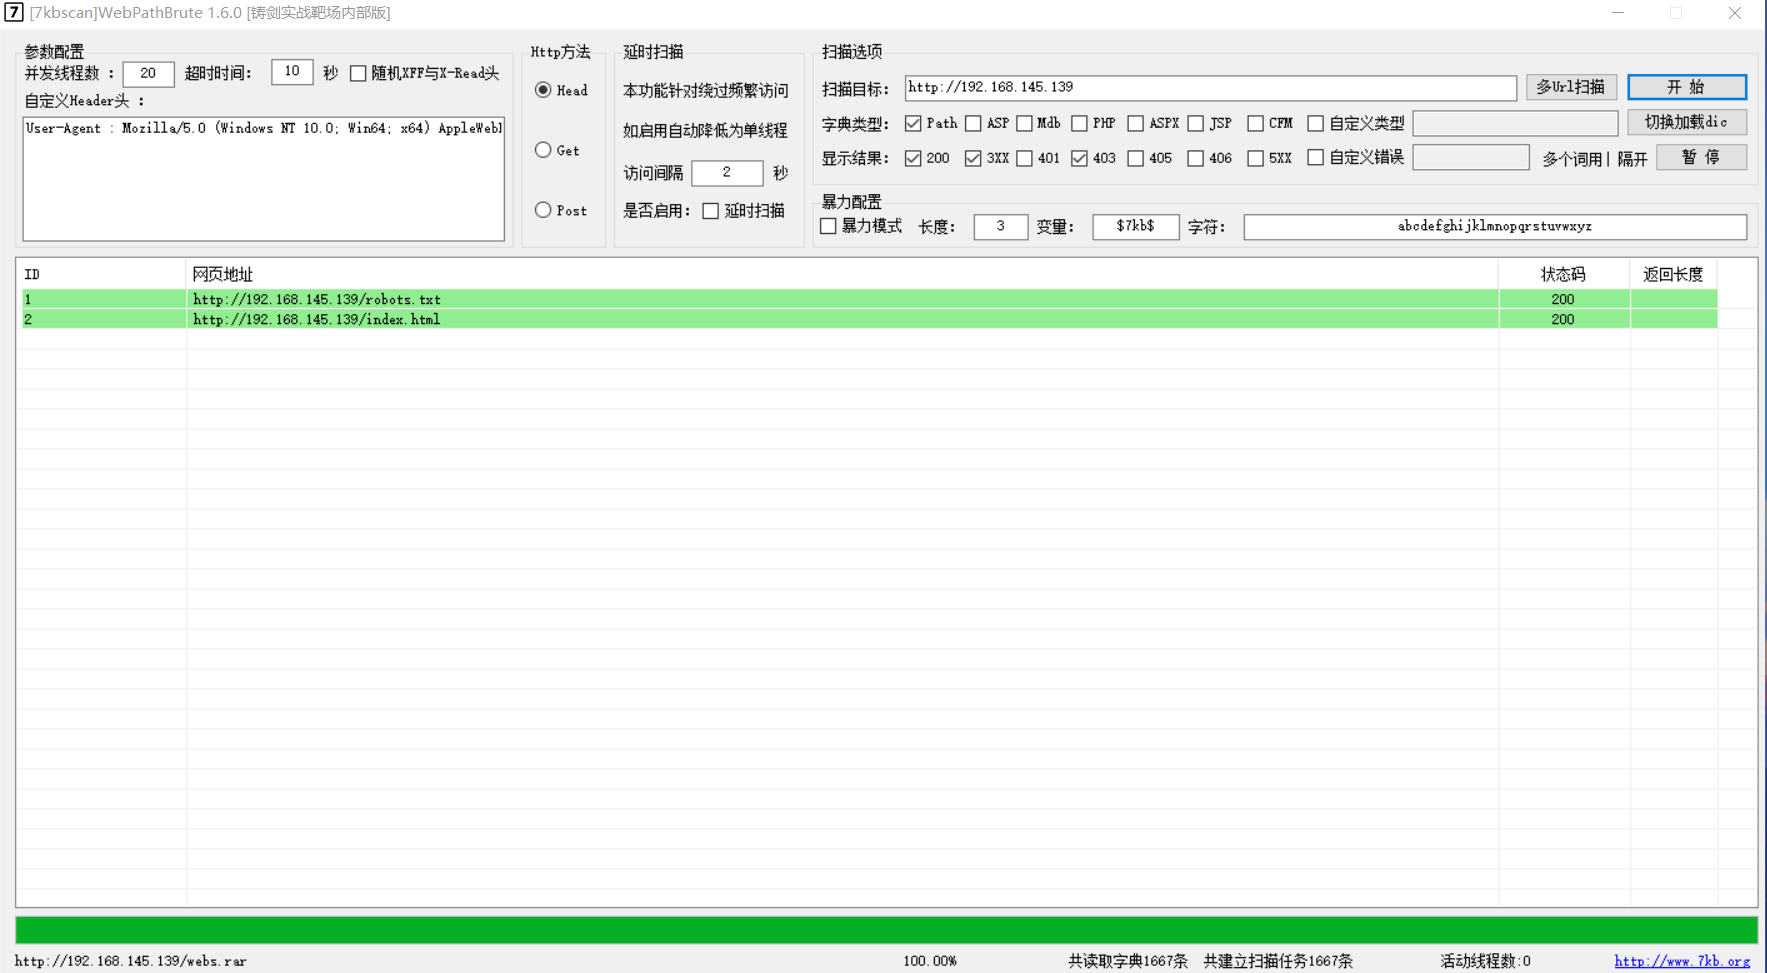 7 [7kbscan]WebPathBrute 1.6.0 [铸剑实战靶场内部版]
参数配置
并发线程数 : 20 超时时间: 10 秒 随机XFF与X-Read头
自定义Header头 :
User-Agent : Mozilla/5.0 (Windows NT 10.0; Win64; x64) AppleWebl
Http方法
Head
Get
Post
延时扫描
本功能针对绕过频繁访问
如启用自动降低为单线程
访问间隔 2 秒
是否启用: 延时扫描
扫描选项
扫描目标: http://192.168.145.139 多Url扫描 开 始
字典类型: Path ASP Mdb PHP ASPX JSP CFM 自定义类型 切换加载dic
显示结果: 200 3XX 401 403 405 406 5XX 自定义错误 多个词用| 隔开 暂 停
暴力配置
暴力模式 长度: 3 变量: $7kb$ 字符: abcdefghijklmnopqrstuvwxyz
ID 网页地址 状态码 返回长度
1 http://192.168.145.139/robots.txt 200
2 http://192.168.145.139/index.html 200
http://192.168.145.139/webs.rar 100.00% 共读取字典1667条 共建立扫描任务1667条 活动线程数:0 http://www.7kb.org